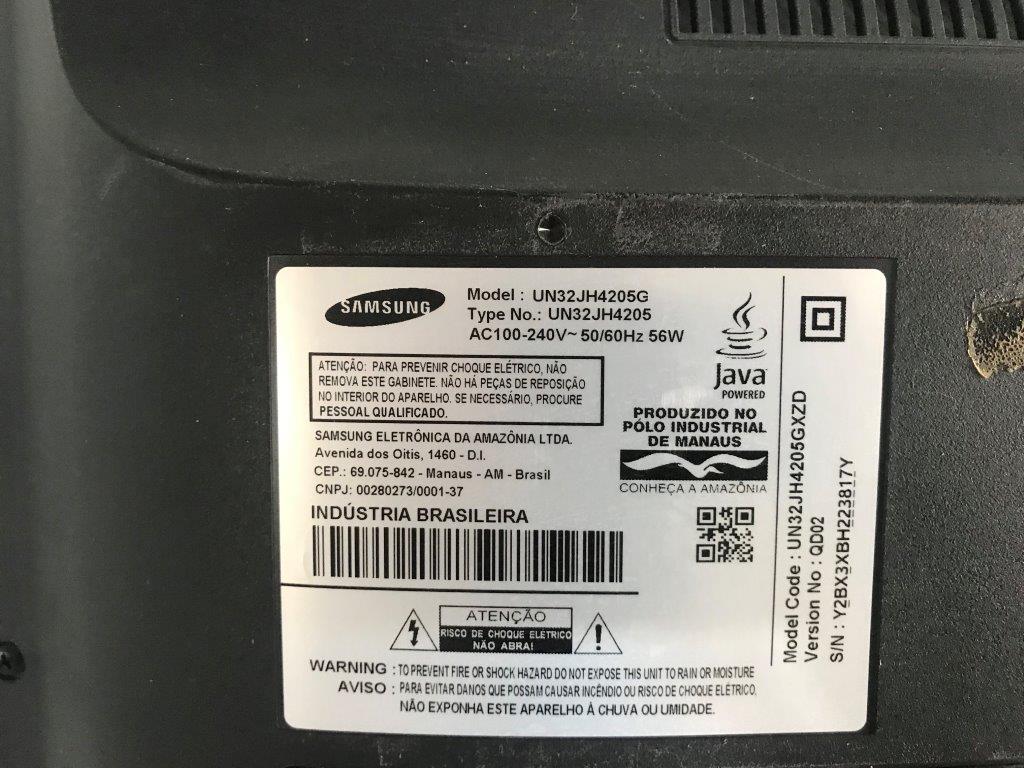 SAMSUNG
Model : UN32JH4205G
Type No.: UN32JH4205
AC100-240V~ 50/60Hz 56W
ATENÇÃO: PARA PREVENIR CHOQUE ELÉTRICO, NÃO
REMOVA ESTE GABINETE. NÃO HÁ PEÇAS DE REPOSIÇÃO
NO INTERIOR DO APARELHO. SE NECESSÁRIO, PROCURE
PESSOAL QUALIFICADO.
SAMSUNG ELETRÔNICA DA AMAZÔNIA LTDA.
Avenida dos Oitis, 1460 - D.I.
CEP.: 69.075-842 - Manaus - AM - Brasil
CNPJ: 00280273/0001-37
INDÚSTRIA BRASILEIRA
Java
POWERED
PRODUZIDO NO
PÓLO INDUSTRIAL
DE MANAUS
CONHEÇA A AMAZÔNIA
ATENÇÃO
RISCO DE CHOQUE ELÉTRICO
NÃO ABRA!
WARNING : TO PREVENT FIRE OR SHOCK HAZARD DO NOT EXPOSE THIS UNIT TO RAIN OR MOISTURE
AVISO : PARA EVITAR DANOS QUE POSSAM CAUSAR INCÊNDIO OU RISCO DE CHOQUE ELÉTRICO,
NÃO EXPONHA ESTE APARELHO À CHUVA OU UMIDADE.
Model Code : UN32JH4205GXZD
Version No : QD02
S/N : Y2BX3XBH223817Y